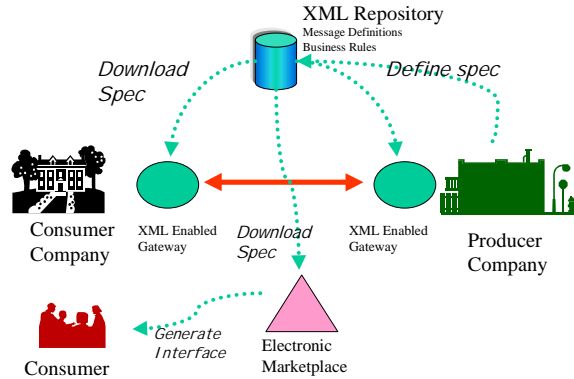 XML Repository
Message Definitions
Business Rules
Download
Spec
Define spec
Consumer
Company
XML Enabled
Gateway
Download
Spec
XML Enabled
Gateway
Producer
Company
Generate
Interface
Electronic
Marketplace
Consumer